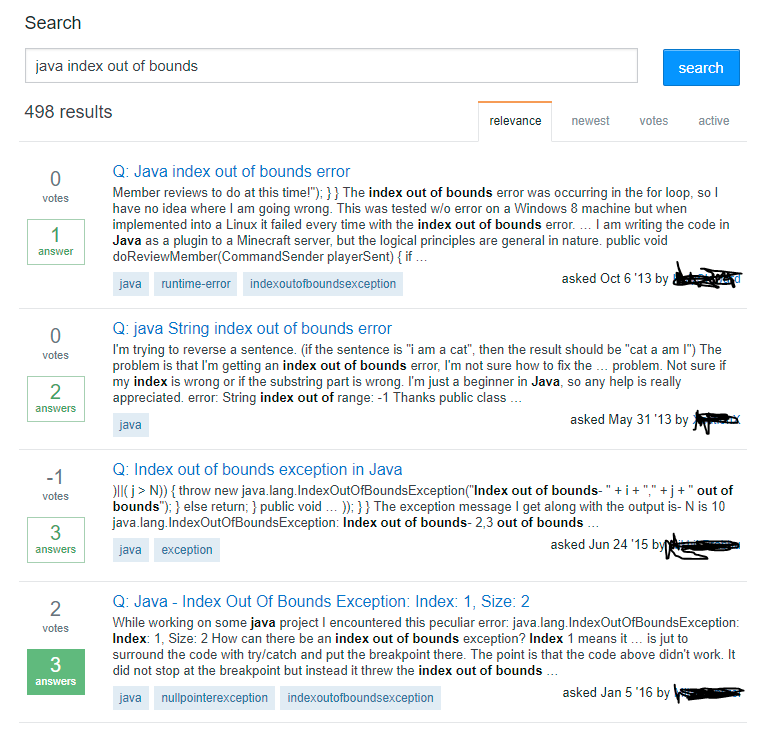 Search
java index out of bounds
search
498 results
relevance newest votes active
0
votes
1
answer
Q: Java index out of bounds error
Member reviews to do at this time!"); } } The index out of bounds error was occurring in the for loop, so I
have no idea where I am going wrong. This was tested w/o error on a Windows 8 machine but when
implemented into a Linux it failed every time with the index out of bounds error. … I am writing the code in
Java as a plugin to a Minecraft server, but the logical principles are general in nature. public void
doReviewMember(CommandSender playerSent) { if …
java runtime-error indexoutofboundsexception
asked Oct 6 '13 by
0
votes
2
answers
Q: java String index out of bounds error
I'm trying to reverse a sentence. (if the sentence is "i am a cat", then the result should be "cat a am I") The
problem is that I'm getting an index out of bounds error, I'm not sure how to fix the … problem. Not sure if
my index is wrong or if the substring part is wrong. I'm just a beginner in Java, so any help is really
appreciated. error: String index out of range: -1 Thanks public class …
java
asked May 31 '13 by
-1
votes
3
answers
Q: Index out of bounds exception in Java
)||( j > N)) { throw new java.lang.IndexOutOfBoundsException("Index out of bounds- " + i + "," + j + " out of
bounds"); } else return; } public void … )); } } The exception message I get along with the output is- N is 10
java.lang.IndexOutOfBoundsException: Index out of bounds- 2,3 out of bounds …
java exception
asked Jun 24 '15 by
2
votes
3
answers
Q: Java - Index Out Of Bounds Exception: Index: 1, Size: 2
While working on some java project I encountered this peculiar error: java.lang.IndexOutOfBoundsException:
Index: 1, Size: 2 How can there be an index out of bounds exception? Index 1 means it … is jut to
surround the code with try/catch and put the breakpoint there. The point is that the code above didn't work. It
did not stop at the breakpoint but instead it threw the index out of bounds …
java nullpointerexception indexoutofboundsexception
asked Jan 5 '16 by